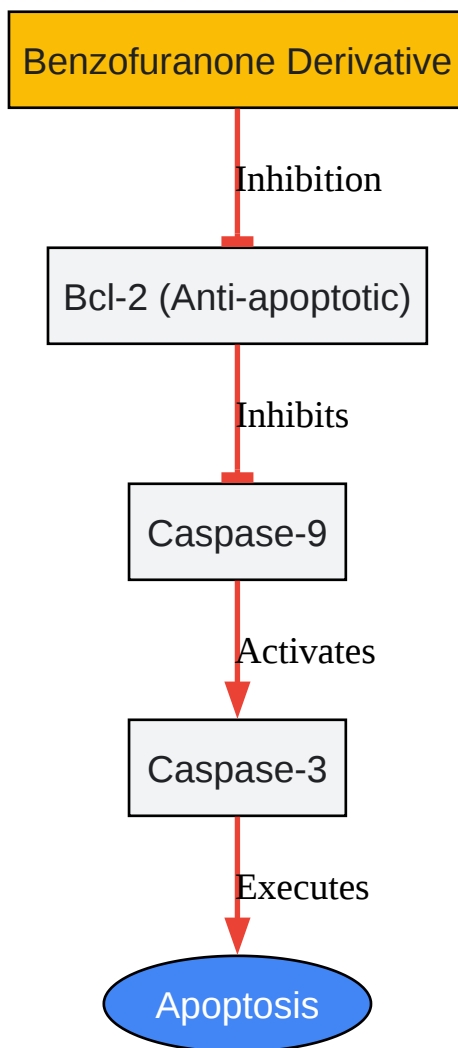 Benzofuranone Derivative
Inhibition
Bcl-2 (Anti-apoptotic)
Inhibits
Caspase-9
Activates
Caspase-3
Executes
Apoptosis